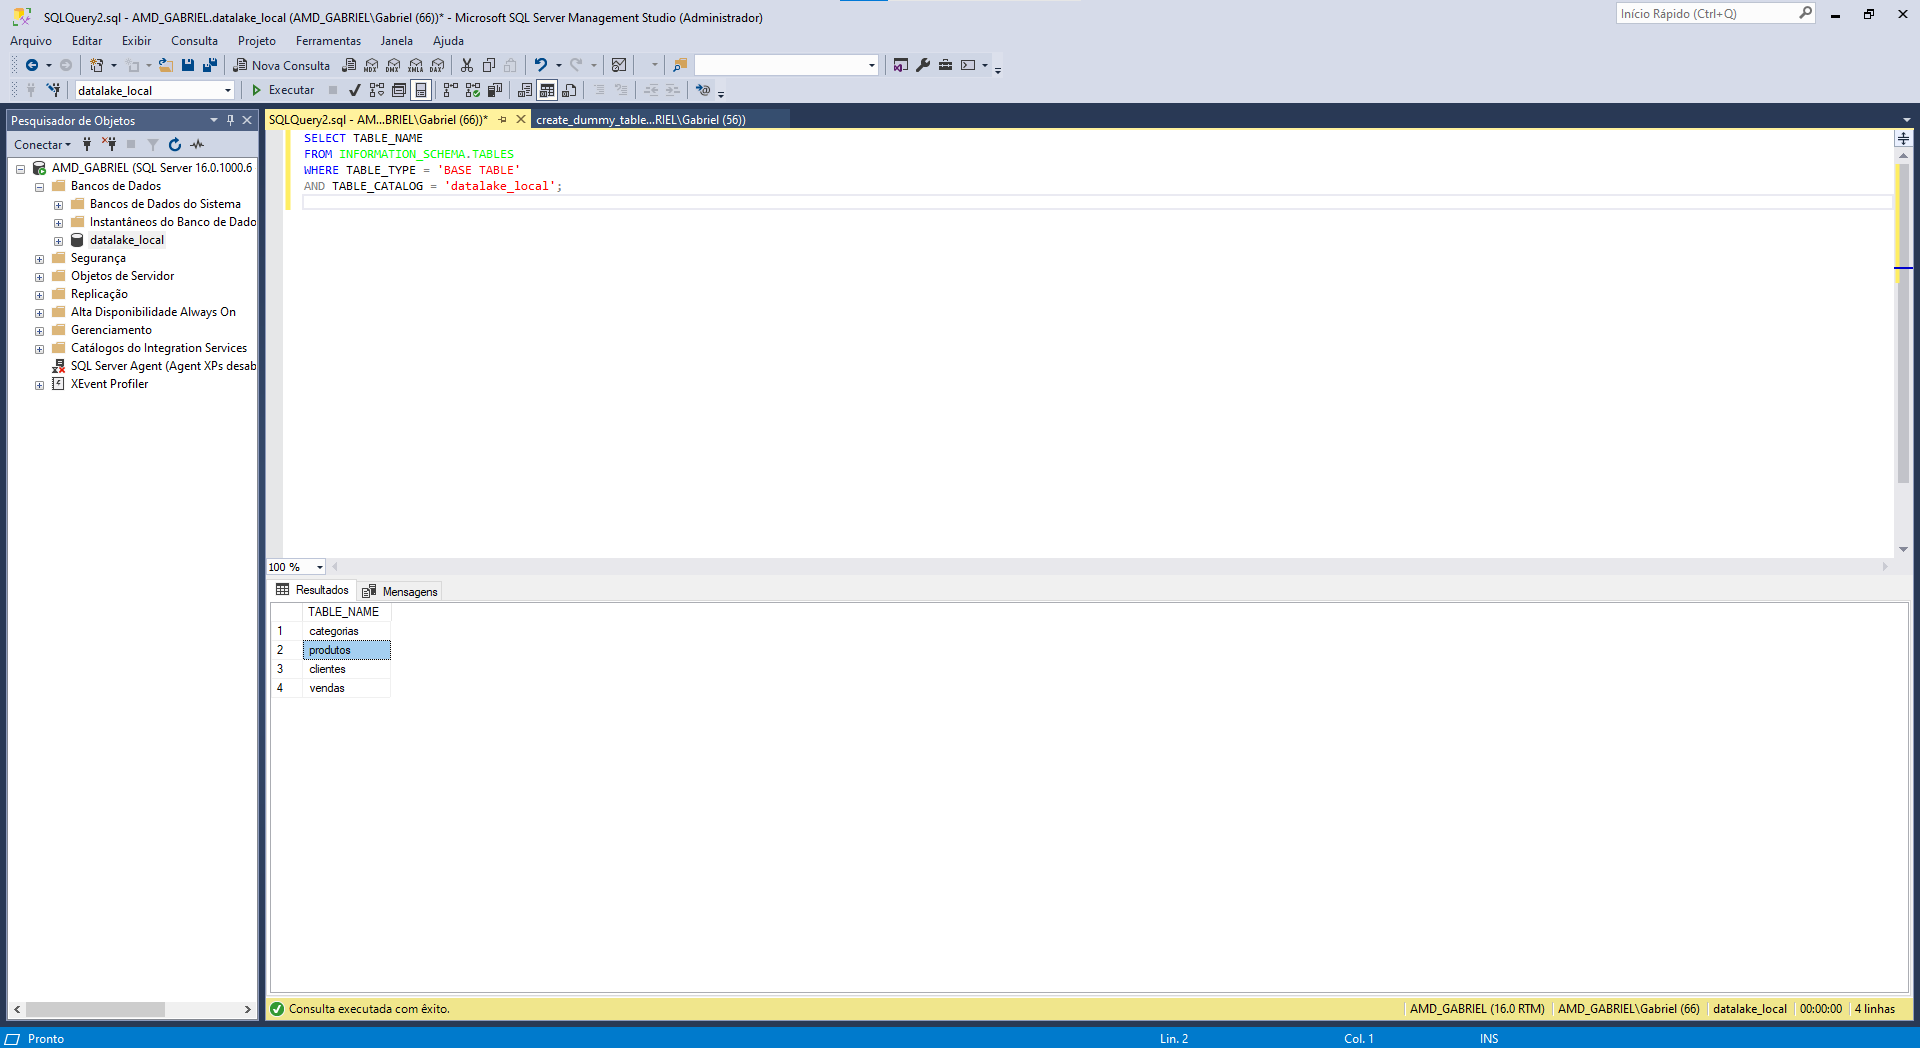 SQLQuery2.sql - AMD_GABRIEL.datalake_local (AMD_GABRIEL\Gabriel (66))* - Microsoft SQL Server Management Studio (Administrador)
Início Rápido (Ctrl+Q)
Arquivo Editar Exibir Consulta Projeto Ferramentas Janela Ajuda
Nova Consulta MDX DMX XMLA DAX
datalake_local Executar
Pesquisador de Objetos
SQLQuery2.sql - AM...BRIEL\Gabriel (66))* create_dummy_table...RIEL\Gabriel (56))
Conectar
AMD_GABRIEL (SQL Server 16.0.1000.6
Bancos de Dados
Bancos de Dados do Sistema
Instantâneos do Banco de Dado
datalake_local
Segurança
Objetos de Servidor
Replicação
Alta Disponibilidade Always On
Gerenciamento
Catálogos do Integration Services
SQL Server Agent (Agent XPs desab
XEvent Profiler
SELECT TABLE_NAME
FROM INFORMATION_SCHEMA.TABLES
WHERE TABLE_TYPE = 'BASE TABLE'
AND TABLE_CATALOG = 'datalake_local';
100 %
Resultados Mensagens
TABLE_NAME
1 categorias
2 produtos
3 clientes
4 vendas
Consulta executada com êxito.
AMD_GABRIEL (16.0 RTM) AMD_GABRIEL\Gabriel (66) datalake_local 00:00:00 4 linhas
Pronto Lin. 2 Col. 1 INS